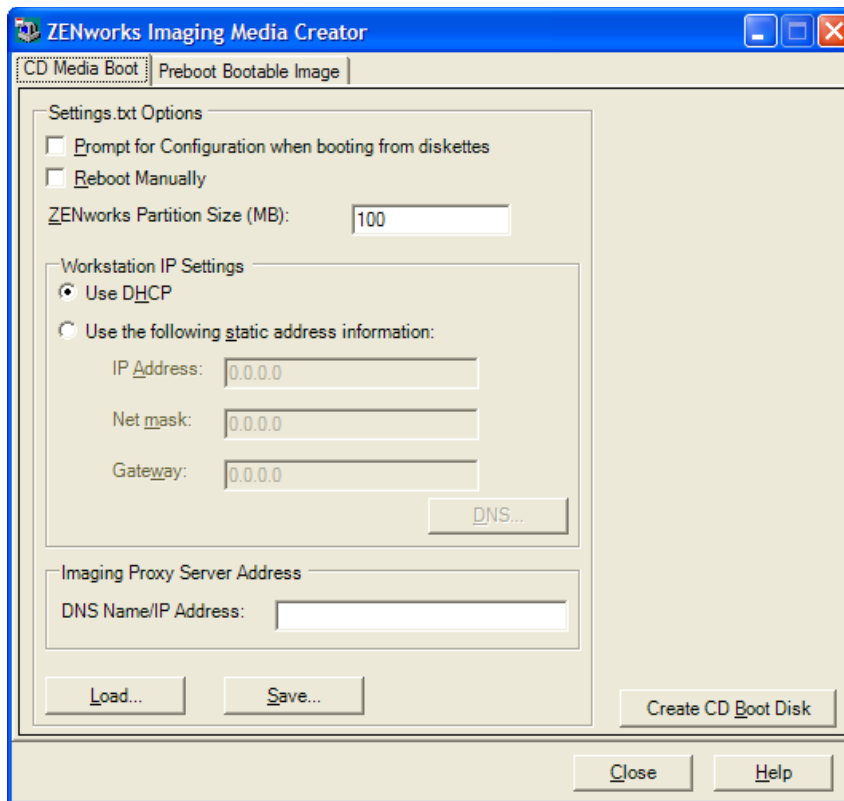 ZENworks Imaging Media Creator
CD Media Boot
Preboot Bootable Image
Settings.txt Options
Prompt for Configuration when booting from diskettes
Reboot Manually
ZENworks Partition Size (MB):
100
Workstation IP Settings
Use DHCP
Use the following static address information:
IP Address:
0.0.0.0
Net mask:
0.0.0.0
Gateway:
0.0.0.0
DNS...
Imaging Proxy Server Address
DNS Name/IP Address:
Load...
Save...
Create CD Boot Disk
Close
Help